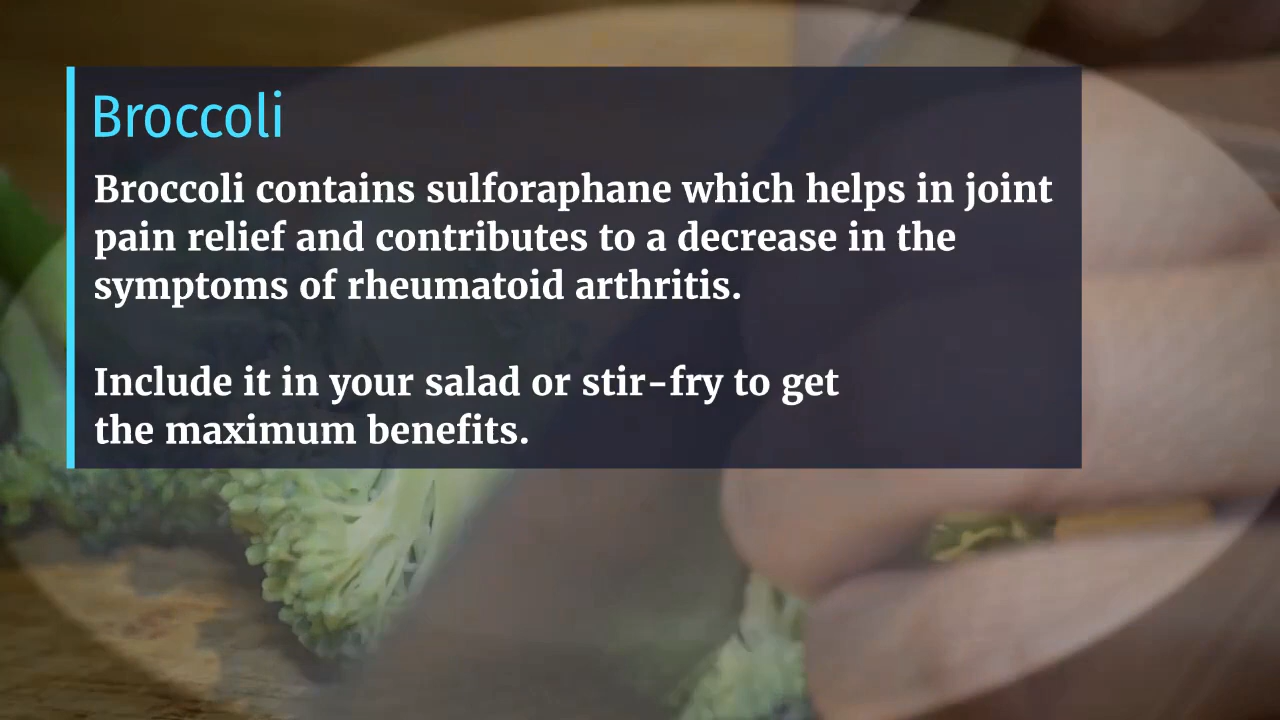 Broccoli
Broccoli contains sulforaphane which helps in joint
pain relief and contributes to a decrease in the
symptoms of rheumatoid arthritis.
Include it in your salad or stir-fry to get
the maximum benefits.